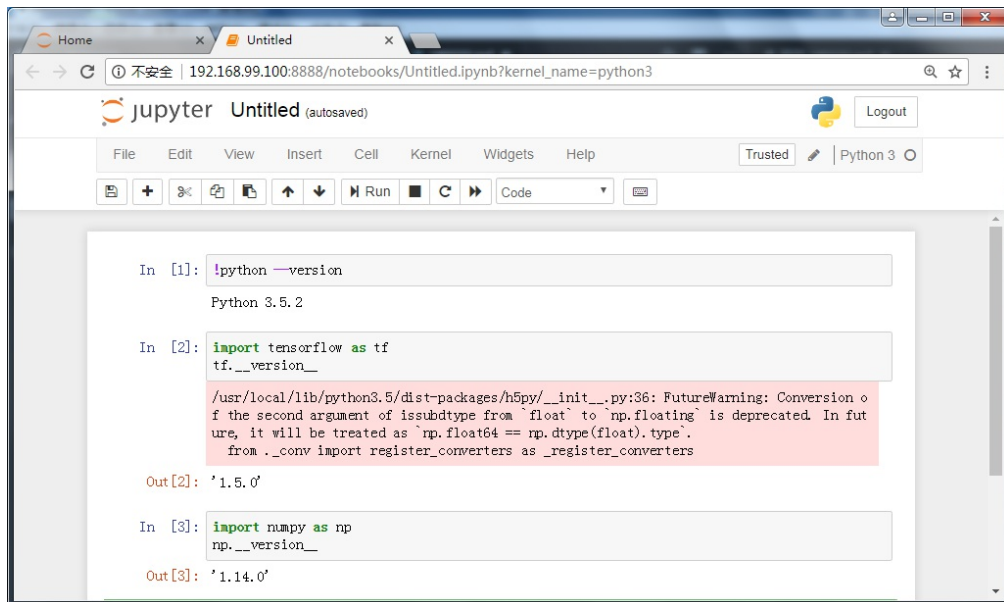 Home
Untitled
不安全 | 192.168.99.100:8888/notebooks/Untitled.ipynb?kernel_name=python3
jupyter Untitled (autosaved)
Logout
File Edit View Insert Cell Kernel Widgets Help Trusted Python 3
Run Code
In [1]: !python --version
Python 3.5.2
In [2]: import tensorflow as tf
tf.__version__
/usr/local/lib/python3.5/dist-packages/h5py/__init__.py:36: FutureWarning: Conversion o
f the second argument of issubdtype from `float` to `np.floating` is deprecated. In fut
ure, it will be treated as `np.float64 == np.dtype(float).type`.
from ._conv import register_converters as _register_converters
Out[2]: '1.5.0'
In [3]: import numpy as np
np.__version__
Out[3]: '1.14.0'